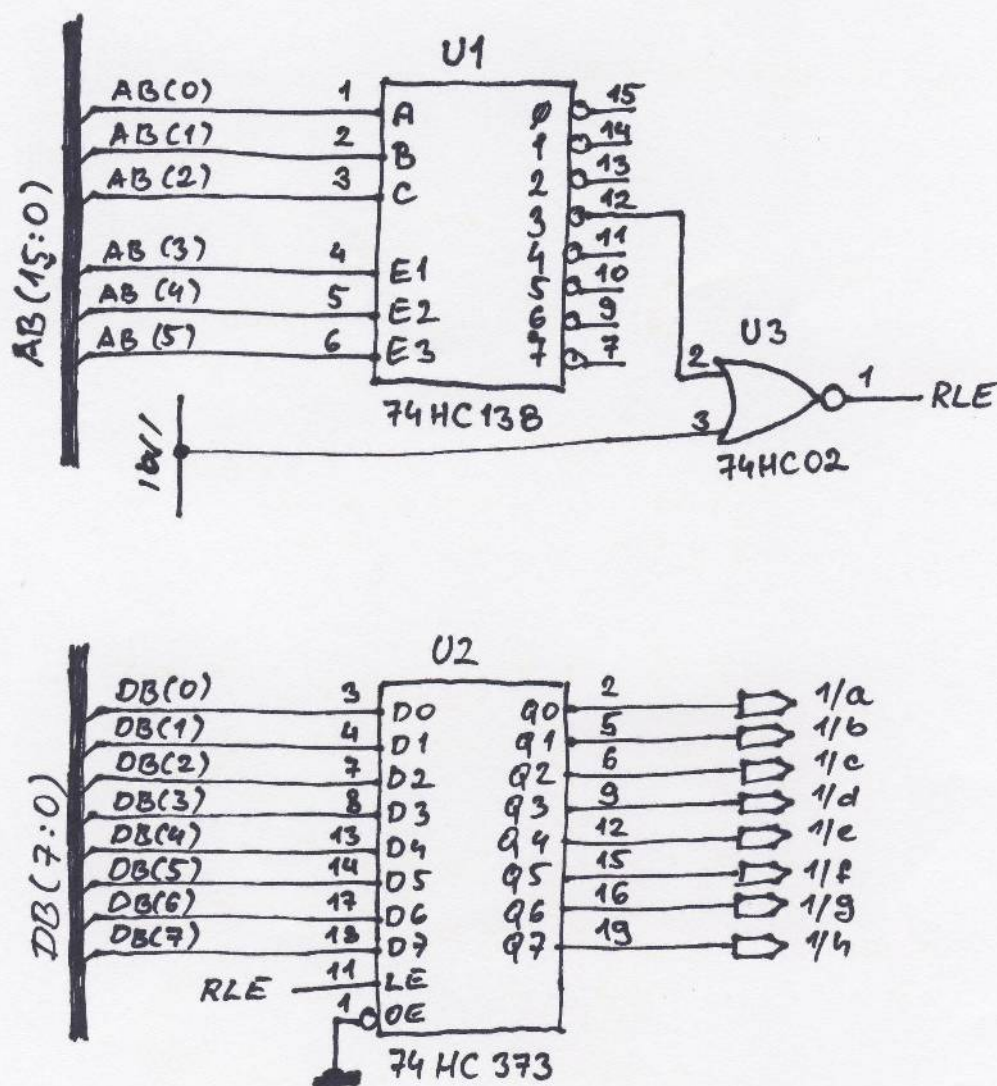 U1
AB(15:0)
AB(0) 1 A
AB(1) 2 B
AB(2) 3 C
AB(3) 4 E1
AB(4) 5 E2
AB(5) 6 E3
0 15
1 14
2 13
3 12
4 11
5 10
6 9
7 7
74HC138
U3
2
3
1 RLE
74HC02
U2
DB(7:0)
DB(0) 3 D0 Q0 2 1/a
DB(1) 4 D1 Q1 5 1/b
DB(2) 7 D2 Q2 6 1/c
DB(3) 8 D3 Q3 9 1/d
DB(4) 13 D4 Q4 12 1/e
DB(5) 14 D5 Q5 15 1/f
DB(6) 17 D6 Q6 16 1/g
DB(7) 18 D7 Q7 19 1/h
RLE 11 LE
1 OE
74HC373